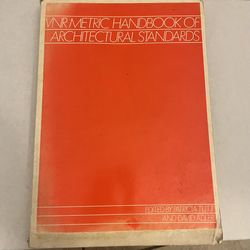 VNR METRIC HANDBOOK OF
ARCHITECTURAL STANDARDS
EDITED BY PATRICIA TUTT
AND DAVID ADLER